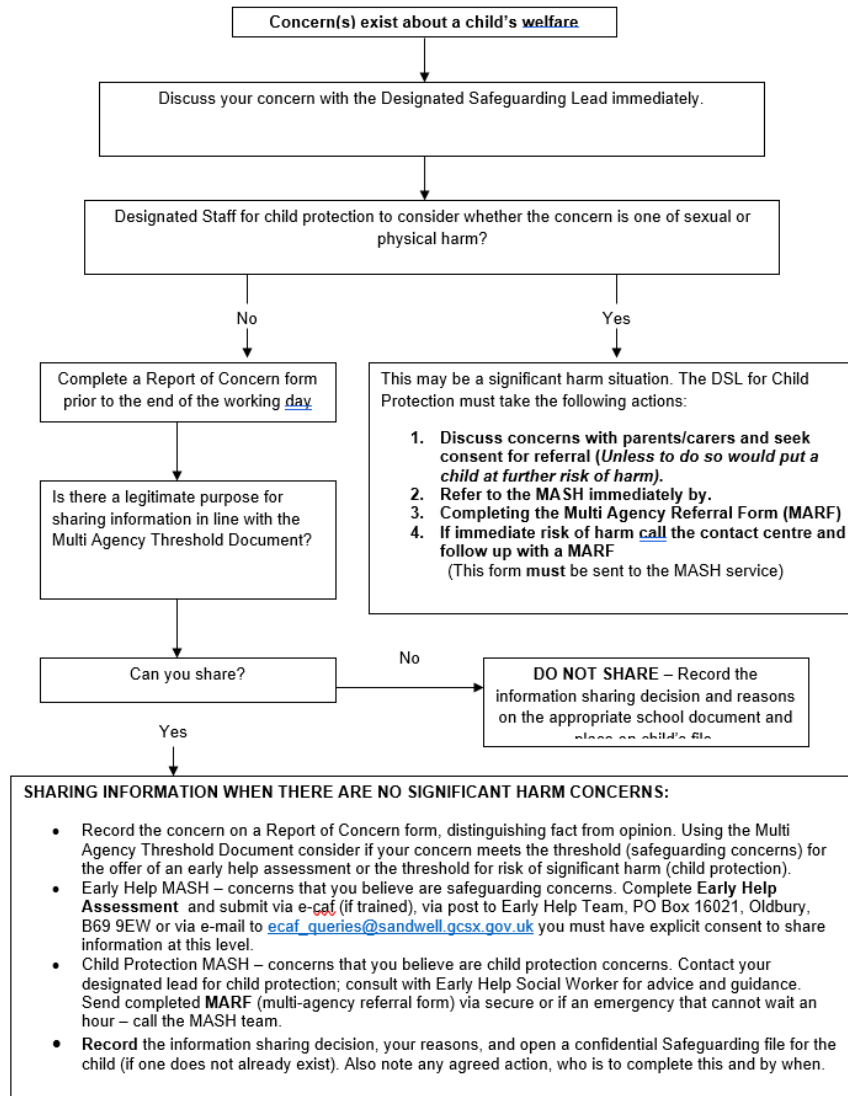 Concern(s) exist about a child's welfare
Discuss your concern with the Designated Safeguarding Lead immediately.
Designated Staff for child protection to consider whether the concern is one of sexual or
physical harm?
No
Yes
Complete a Report of Concern form
prior to the end of the working day
This may be a significant harm situation. The DSL for Child
Protection must take the following actions:
1. Discuss concerns with parents/carers and seek
consent for referral (Unless to do so would put a
child at further risk of harm).
2. Refer to the MASH immediately by.
3. Completing the Multi Agency Referral Form (MARF)
4. If immediate risk of harm call the contact centre and
follow up with a MARF
(This form must be sent to the MASH service)
Is there a legitimate purpose for
sharing information in line with the
Multi Agency Threshold Document?
Can you share?
No
DO NOT SHARE – Record the
information sharing decision and reasons
on the appropriate school document and
place on child's file
Yes
SHARING INFORMATION WHEN THERE ARE NO SIGNIFICANT HARM CONCERNS:
• Record the concern on a Report of Concern form, distinguishing fact from opinion. Using the Multi
Agency Threshold Document consider if your concern meets the threshold (safeguarding concerns) for
the offer of an early help assessment or the threshold for risk of significant harm (child protection).
• Early Help MASH – concerns that you believe are safeguarding concerns. Complete Early Help
Assessment and submit via e-caf (if trained), via post to Early Help Team, PO Box 16021, Oldbury,
B69 9EW or via e-mail to ecaf_queries@sandwell.gcsx.gov.uk you must have explicit consent to share
information at this level.
• Child Protection MASH – concerns that you believe are child protection concerns. Contact your
designated lead for child protection; consult with Early Help Social Worker for advice and guidance.
Send completed MARF (multi-agency referral form) via secure or if an emergency that cannot wait an
hour – call the MASH team.
• Record the information sharing decision, your reasons, and open a confidential Safeguarding file for the
child (if one does not already exist). Also note any agreed action, who is to complete this and by when.